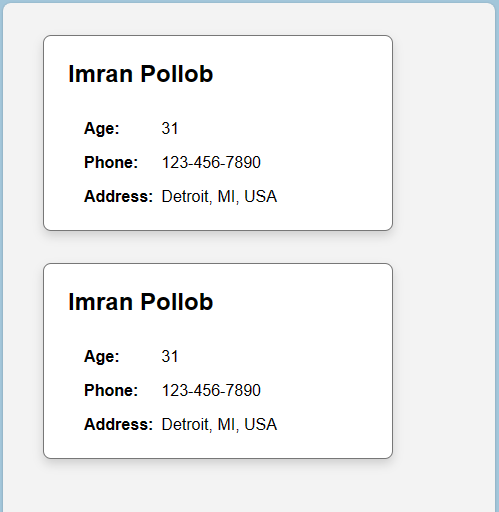 Imran Pollob
Age: 31
Phone: 123-456-7890
Address: Detroit, MI, USA
Imran Pollob
Age: 31
Phone: 123-456-7890
Address: Detroit, MI, USA